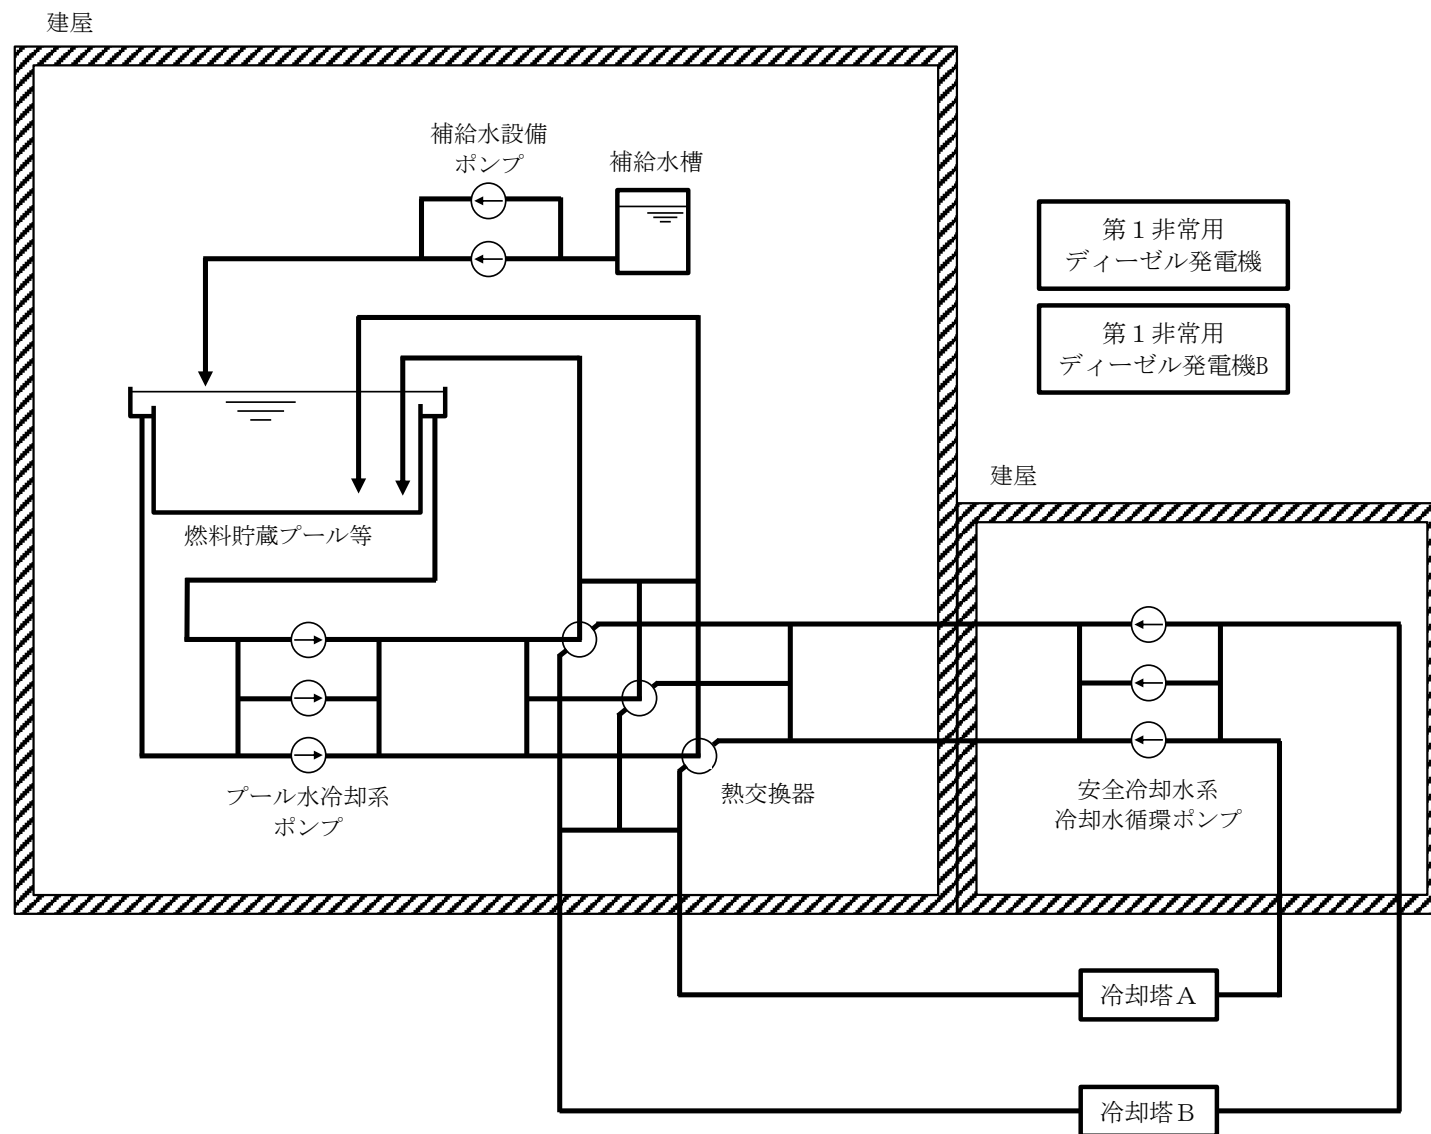 建屋
補給水設備
ポンプ
補給水槽
第１非常用
ディーゼル発電機
第１非常用
ディーゼル発電機B
建屋
燃料貯蔵プール等
プール水冷却系
ポンプ
熱交換器
安全冷却水系
冷却水循環ポンプ
冷却塔Ａ
冷却塔Ｂ